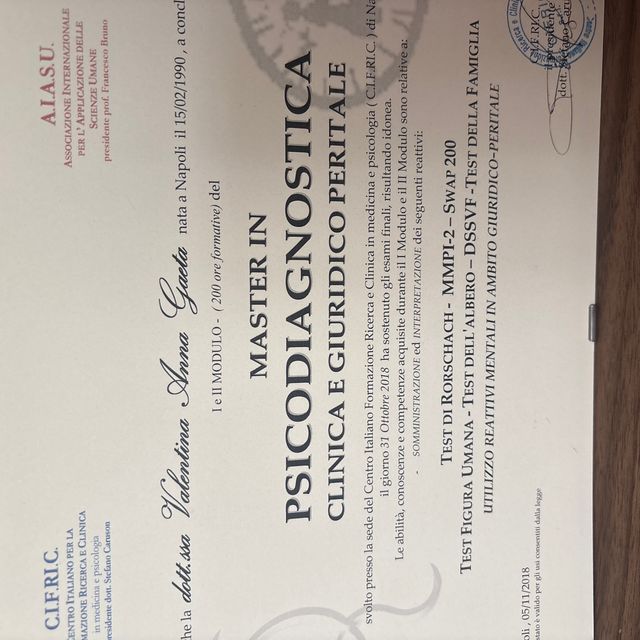 C.I.F.RI.C.
CENTRO ITALIANO PER LA
FORMAZIONE RICERCA E CLINICA
in medicina e psicologia
presidente dott. Stefano Caruson
A.I.A.S.U.
ASSOCIAZIONE INTERNAZIONALE
PER L'APPLICAZIONE DELLE
SCIENZE UMANE
presidente prof. Francesco Bruno
che la dott.ssa Valentina Anna Gaeta nata a Napoli il 15/02/1990 , a concl
I e II MODULO - ( 200 ore formative) del
MASTER IN
PSICODIAGNOSTICA
CLINICA E GIURIDICO PERITALE
svolto presso la sede del Centro Italiano Formazione Ricerca e Clinica in medicina e psicologia ( C.I.F.RI.C. ) di Na
il giorno 31 Ottobre 2018 ha sostenuto gli esami finali, risultando idonea.
Le abilità, conoscenze e competenze acquisite durante il I Modulo e il II Modulo sono relative a:
- SOMMINISTRAZIONE ed INTERPRETAZIONE dei seguenti reattivi:
TEST DI RORSCHACH - MMPI-2 – SWAP 200
TEST FIGURA UMANA - TEST DELL'ALBERO – DSSVF -TEST DELLA FAMIGLIA
UTILIZZO REATTIVI MENTALI IN AMBITO GIURIDICO-PERITALE
C.I.F.RI.C.
Il presidente
dott. Stefano Caruson
oli , 05/11/2018
stato è valido per gli usi consentiti dalla legge